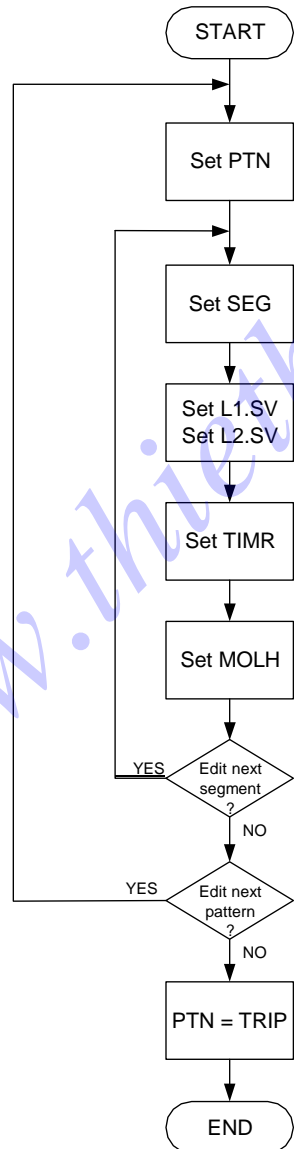 START
Set PTN
Set SEG
Set L1.SV
Set L2.SV
Set TIMR
Set MOLH
Edit next
segment
?
YES
NO
Edit next
pattern
?
YES
NO
PTN = TRIP
END
w.thieth